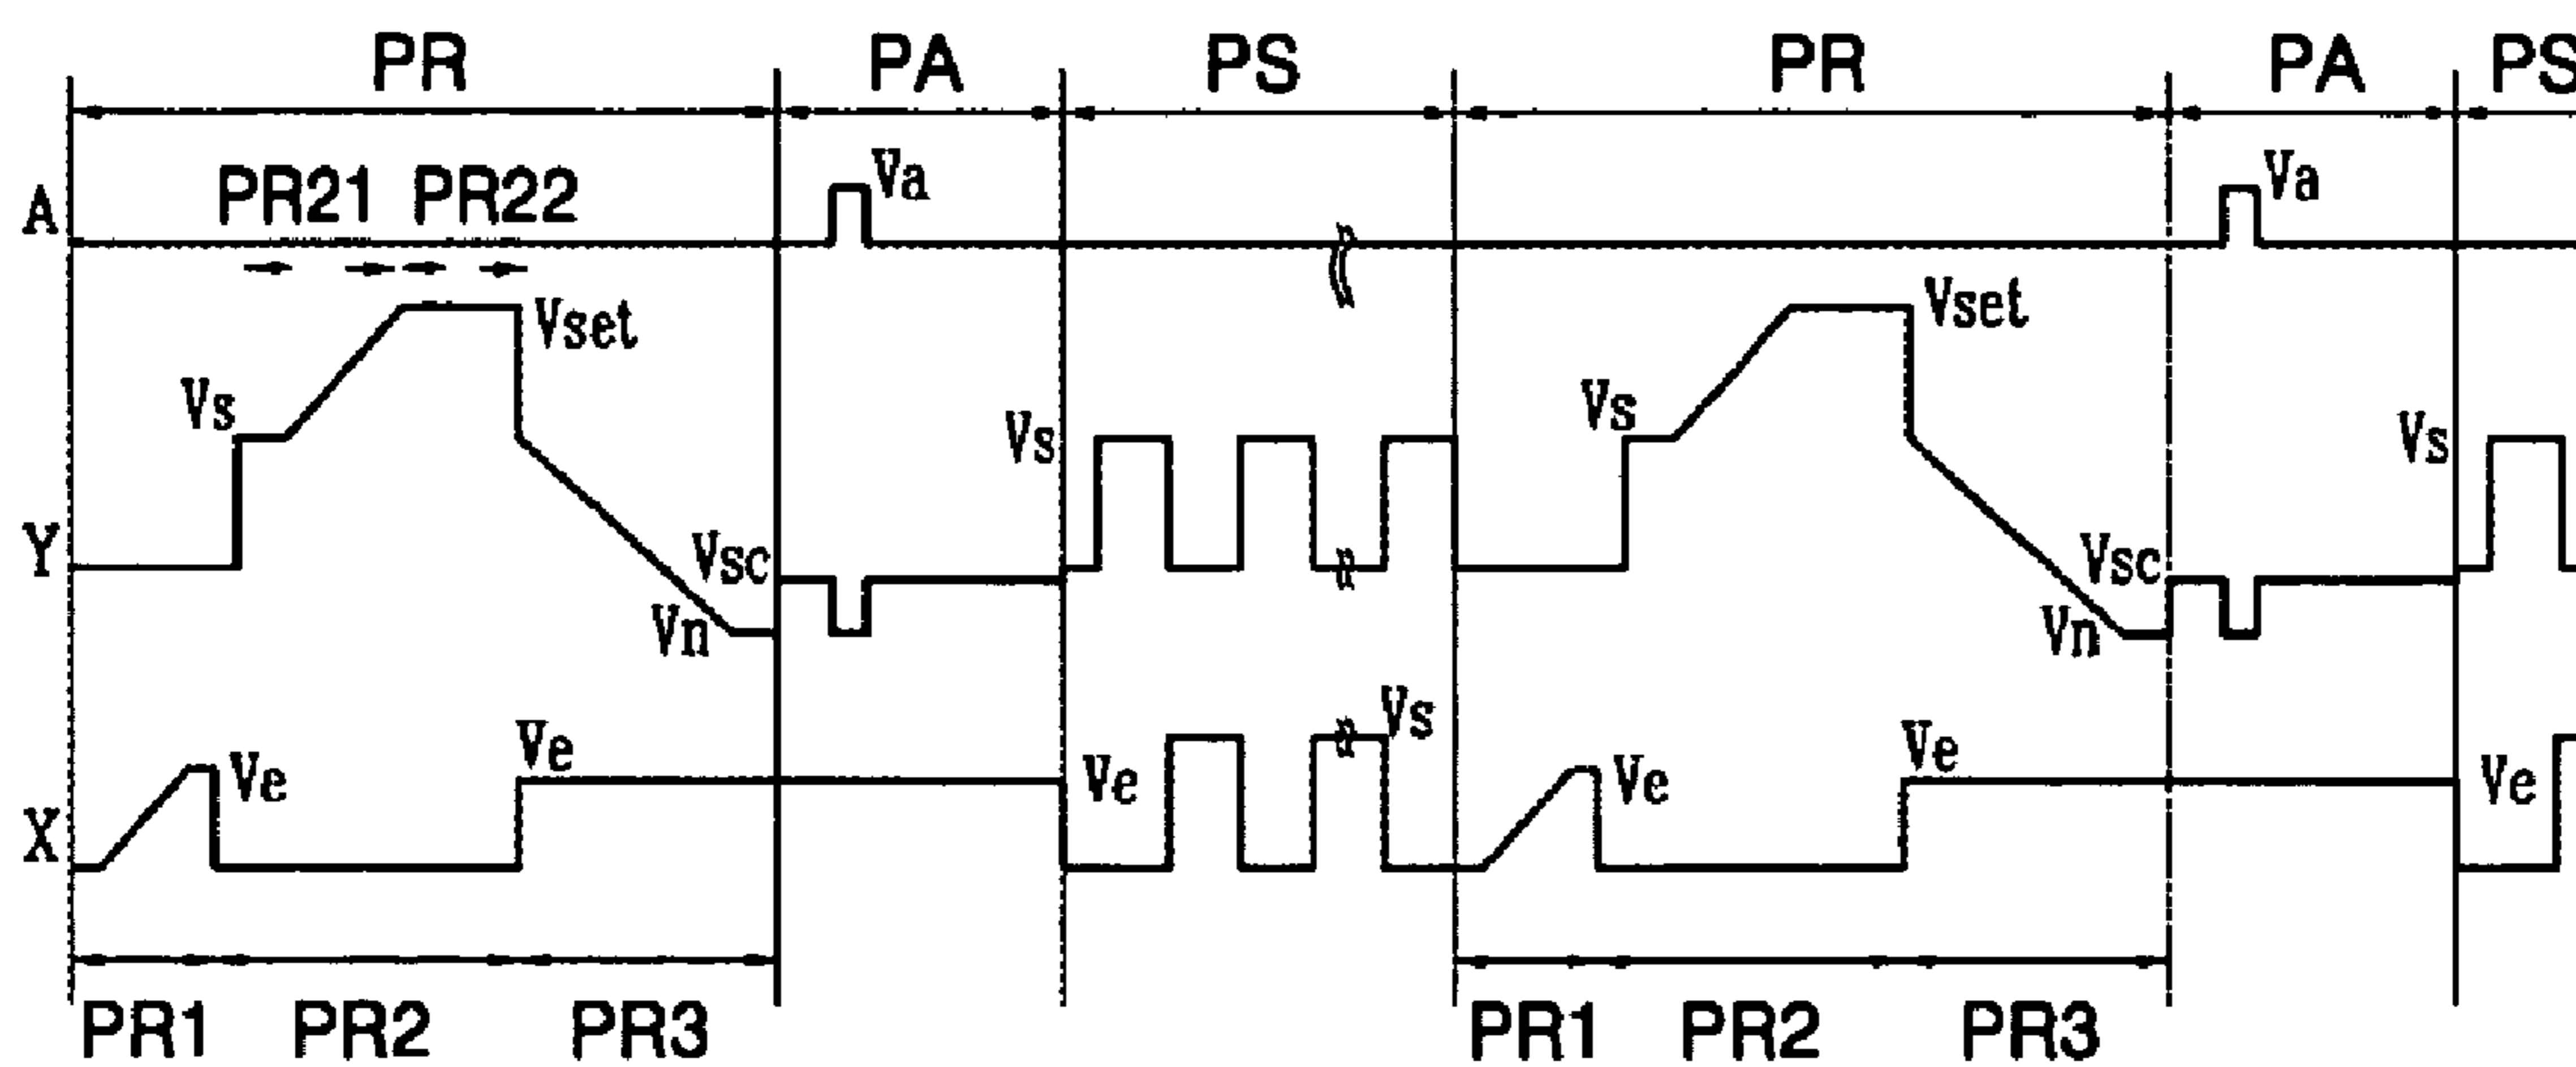 PR PA PS PR PA PS
Va Va
PR21 PR22
A
Vset Vset
Vs Vs
Vs Vs
Y
Vsc Vsc
Vn Vn
Vs
Ve Ve
Ve Ve Ve Ve
X
PR1 PR2 PR3 PR1 PR2 PR3